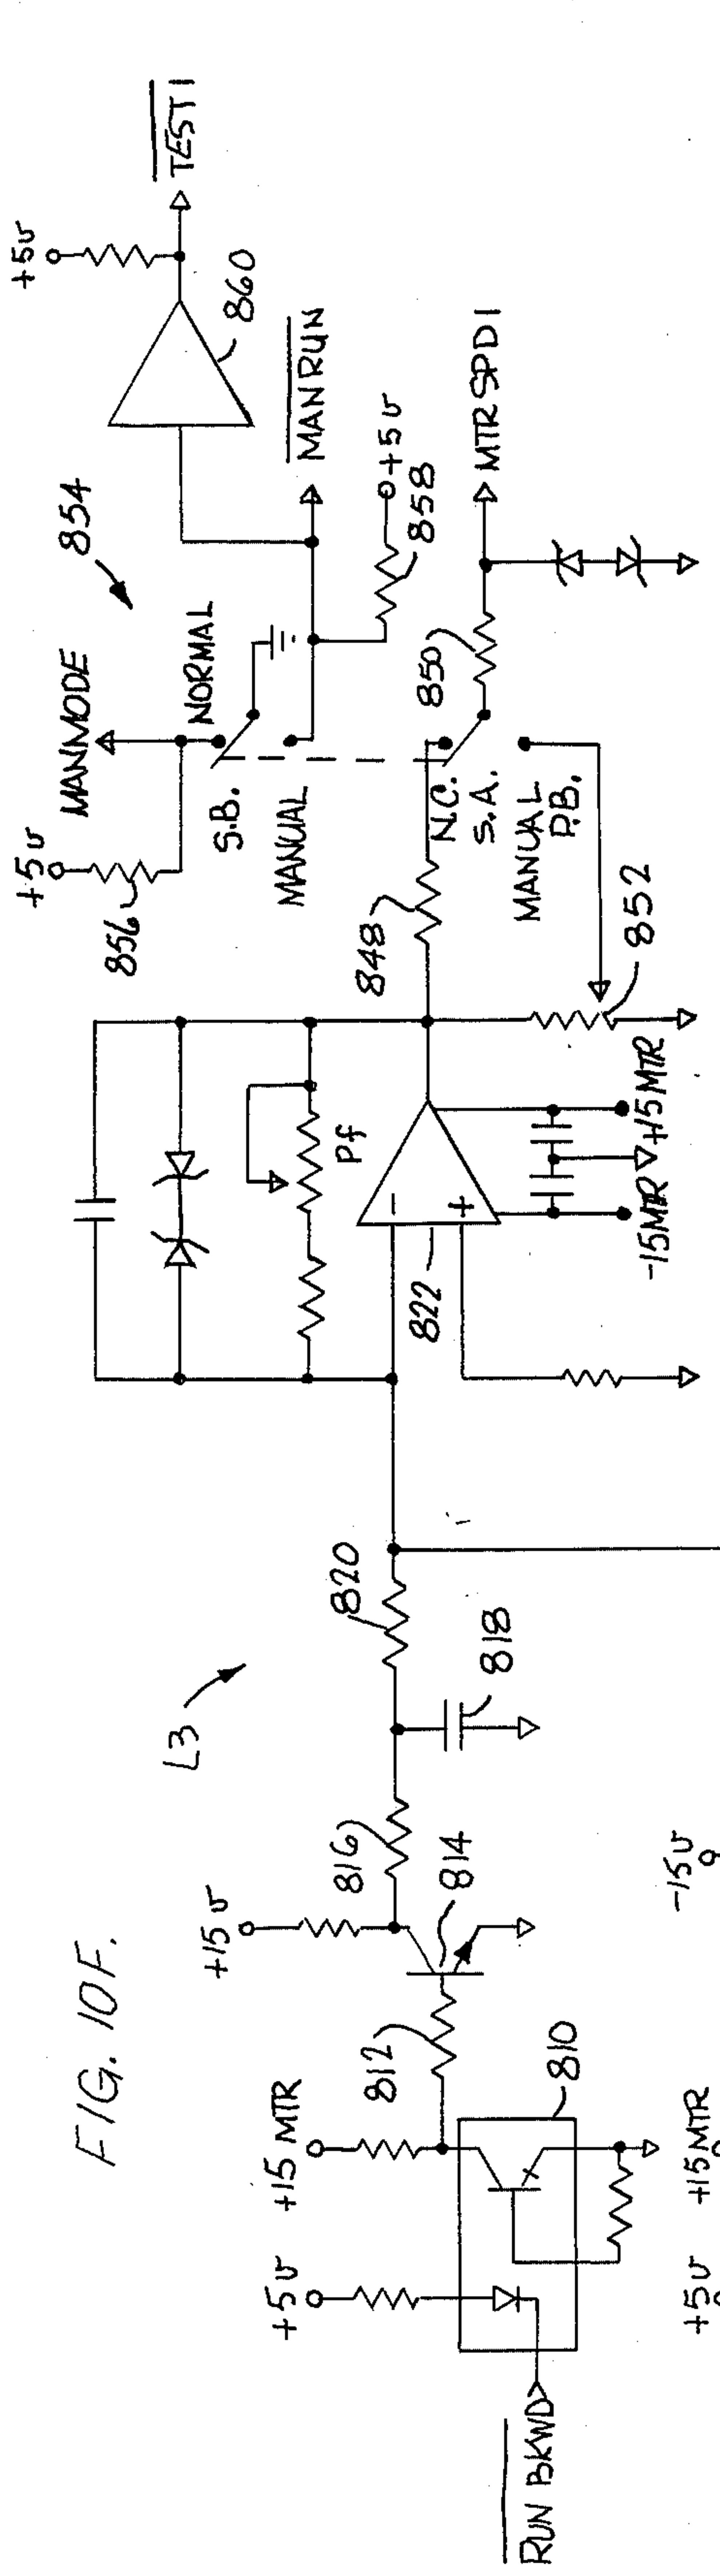 FIG. 10F.
L3
RUN BKWD
+5v
+15 MTR
810
812
+15v
814
816
818
820
822
Pf
-15MTR
+15MTR
848
852
+5v
856
MANMODE
854
S.B.
NORMAL
MANUAL
N.C.
S.A.
MANUAL
P.B.
850
858
+5v
MANRUN
MTRSPD1
860
+5v
TEST1
+5v
+15MTR
-15v